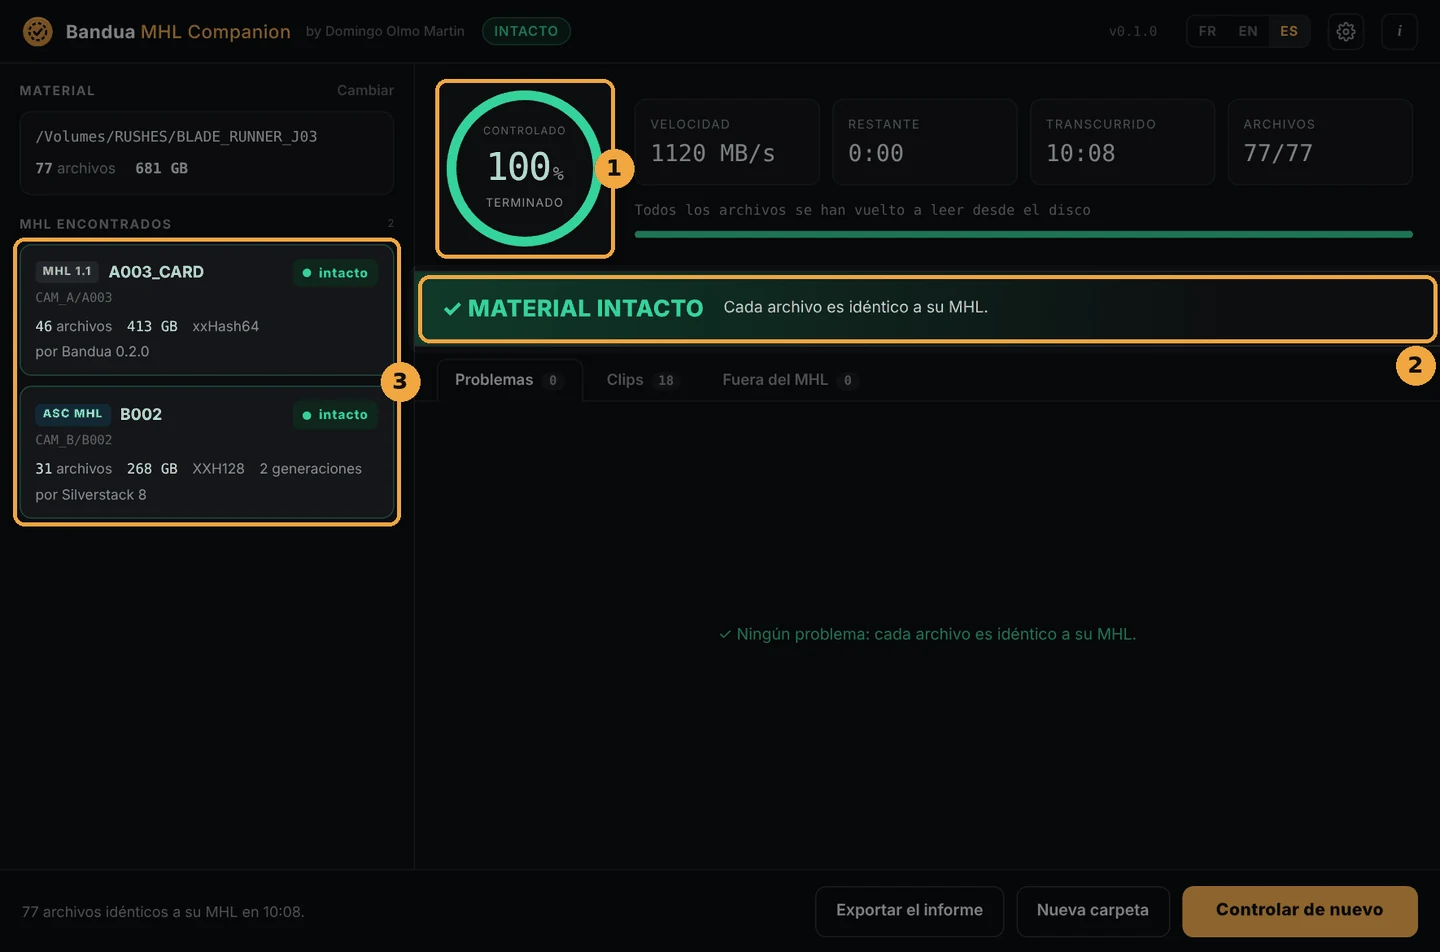 Bandua MHL Companion by Domingo Olmo Martin INTACTO v0.1.0 FR EN ES i
MATERIAL Cambiar
/Volumes/RUSHES/BLADE_RUNNER_J03
77 archivos 681 GB
MHL ENCONTRADOS 2
MHL 1.1 A003_CARD intacto
CAM_A/A003
46 archivos 413 GB xxHash64
por Bandua 0.2.0
3
ASC MHL B002 intacto
CAM_B/B002
31 archivos 268 GB XXH128 2 generaciones
por Silverstack 8
CONTROLADO
100%
TERMINADO
1
VELOCIDAD
1120 MB/s
RESTANTE
0:00
TRANSCURRIDO
10:08
ARCHIVOS
77/77
Todos los archivos se han vuelto a leer desde el disco
✓ MATERIAL INTACTO Cada archivo es idéntico a su MHL.
2
Problemas 0 Clips 18 Fuera del MHL 0
✓ Ningún problema: cada archivo es idéntico a su MHL.
77 archivos idénticos a su MHL en 10:08.
Exportar el informe Nueva carpeta Controlar de nuevo